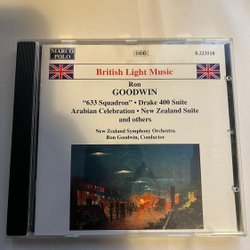 MARCO
POLO
DDD
8.223518
British Light Music
Ron
GOODWIN
"633 Squadron" • Drake 400 Suite
Arabian Celebration • New Zealand Suite
and others
New Zealand Symphony Orchestra
Ron Goodwin, Conductor